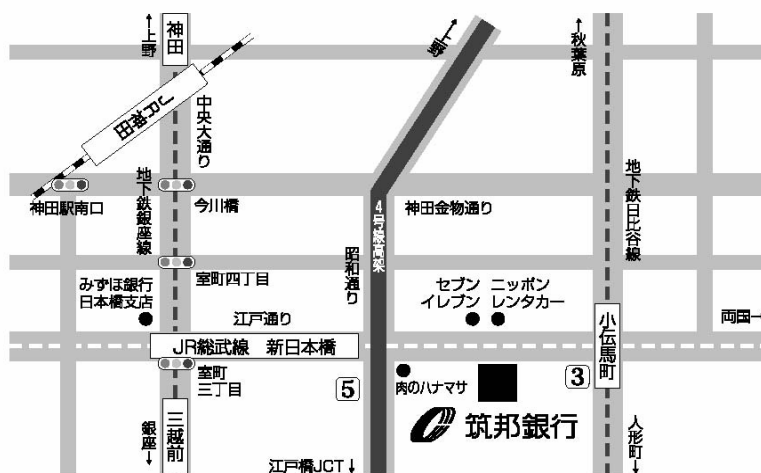 ←上野
神田
←上野
←秋葉原
JR神田
中央大通り
地下鉄銀座線
地下鉄日比谷線
神田駅南口
今川橋
4号線高架
神田金物通り
昭和通り
みずほ銀行
日本橋支店
室町四丁目
セブン
イレブン
ニッポン
レンタカー
江戸通り
小伝馬町
両国→
JR総武線 新日本橋
室町
三丁目
5
肉のハナマサ
3
筑邦銀行
三越前
銀座←
江戸橋JCT↓
人形町→